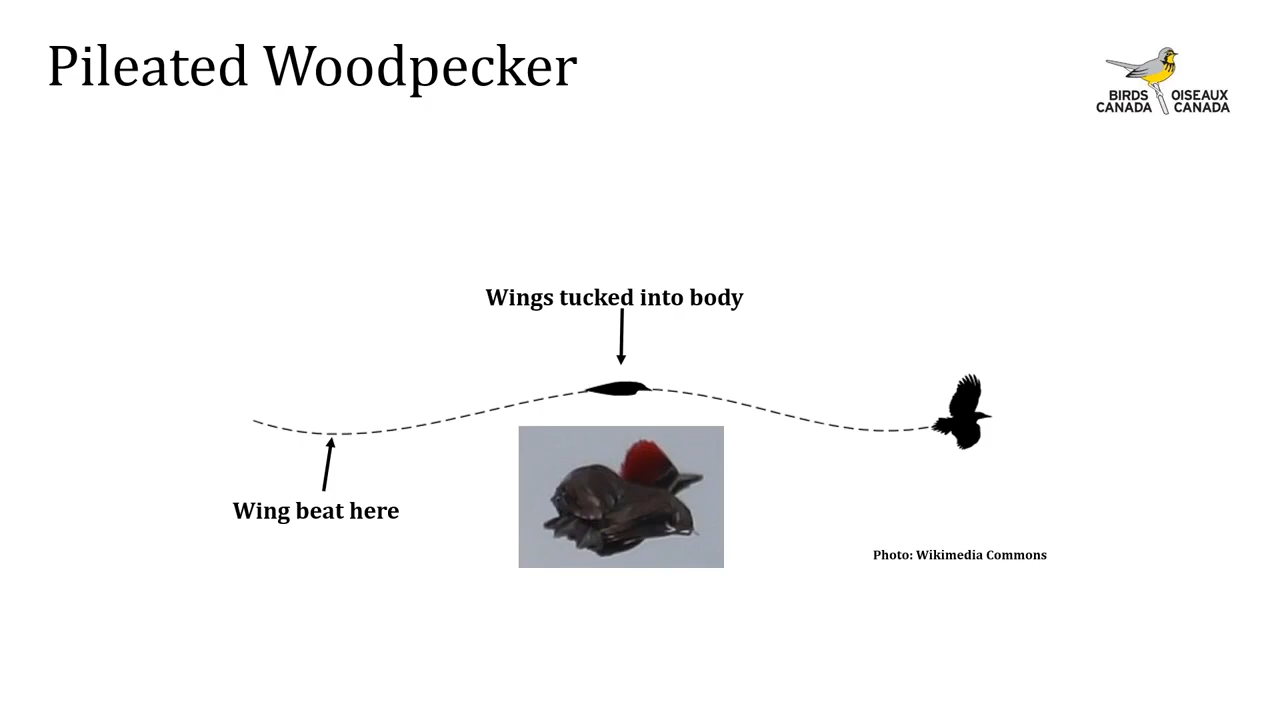 Pileated Woodpecker
BIRDS OISEAUX
CANADA CANADA
Wings tucked into body
Wing beat here
Photo: Wikimedia Commons